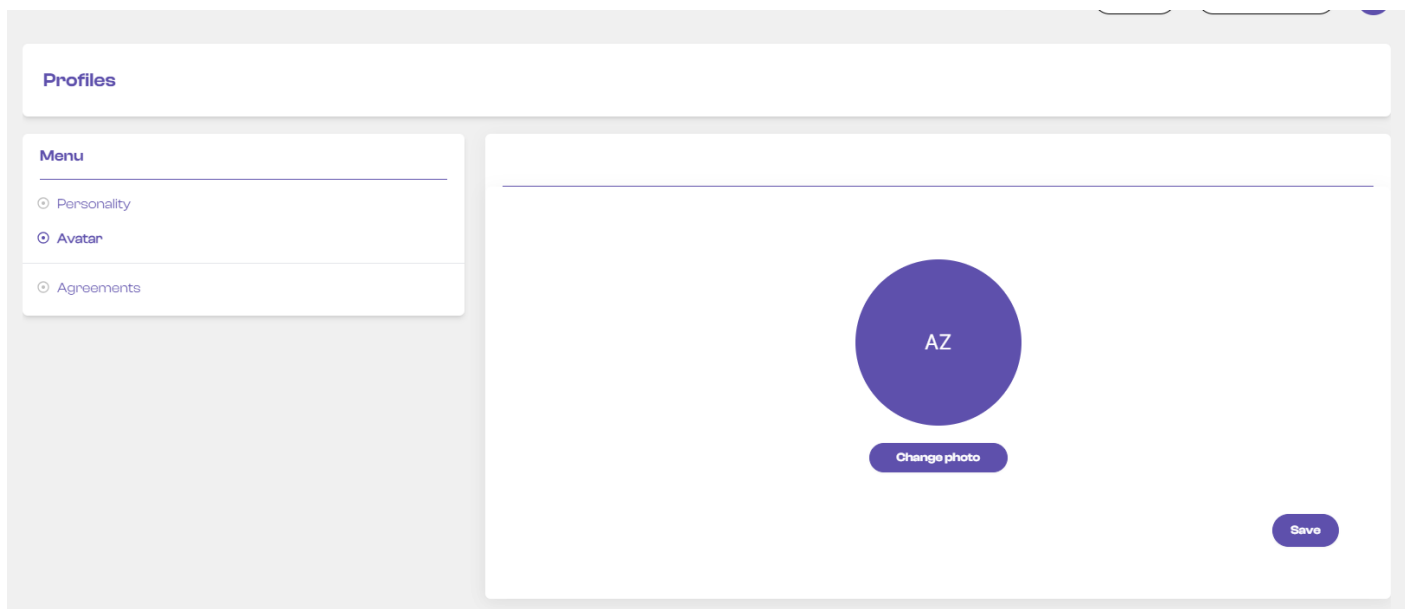 Profiles
Menu
Personality
Avatar
Agreements
AZ
Change photo
Save